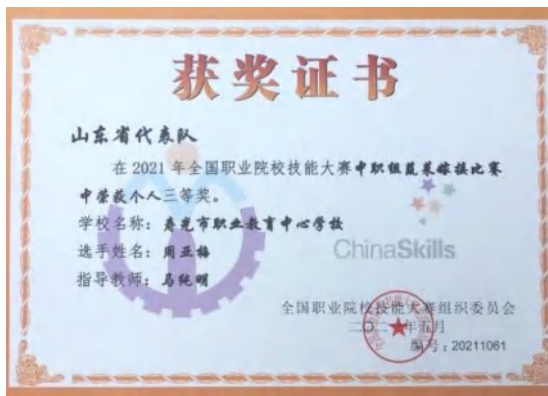 获奖证书
山东省代表队
在 2021 年全国职业院校技能大赛中职组蔬菜嫁接比赛
中荣获个人三等奖。
学校名称：寿光市职业教育中心学校
选手姓名：周亚梅
指导教师：马纯明
ChinaSkills
全国职业院校技能大赛组织委员会
二〇二一年五月
编号：20211061